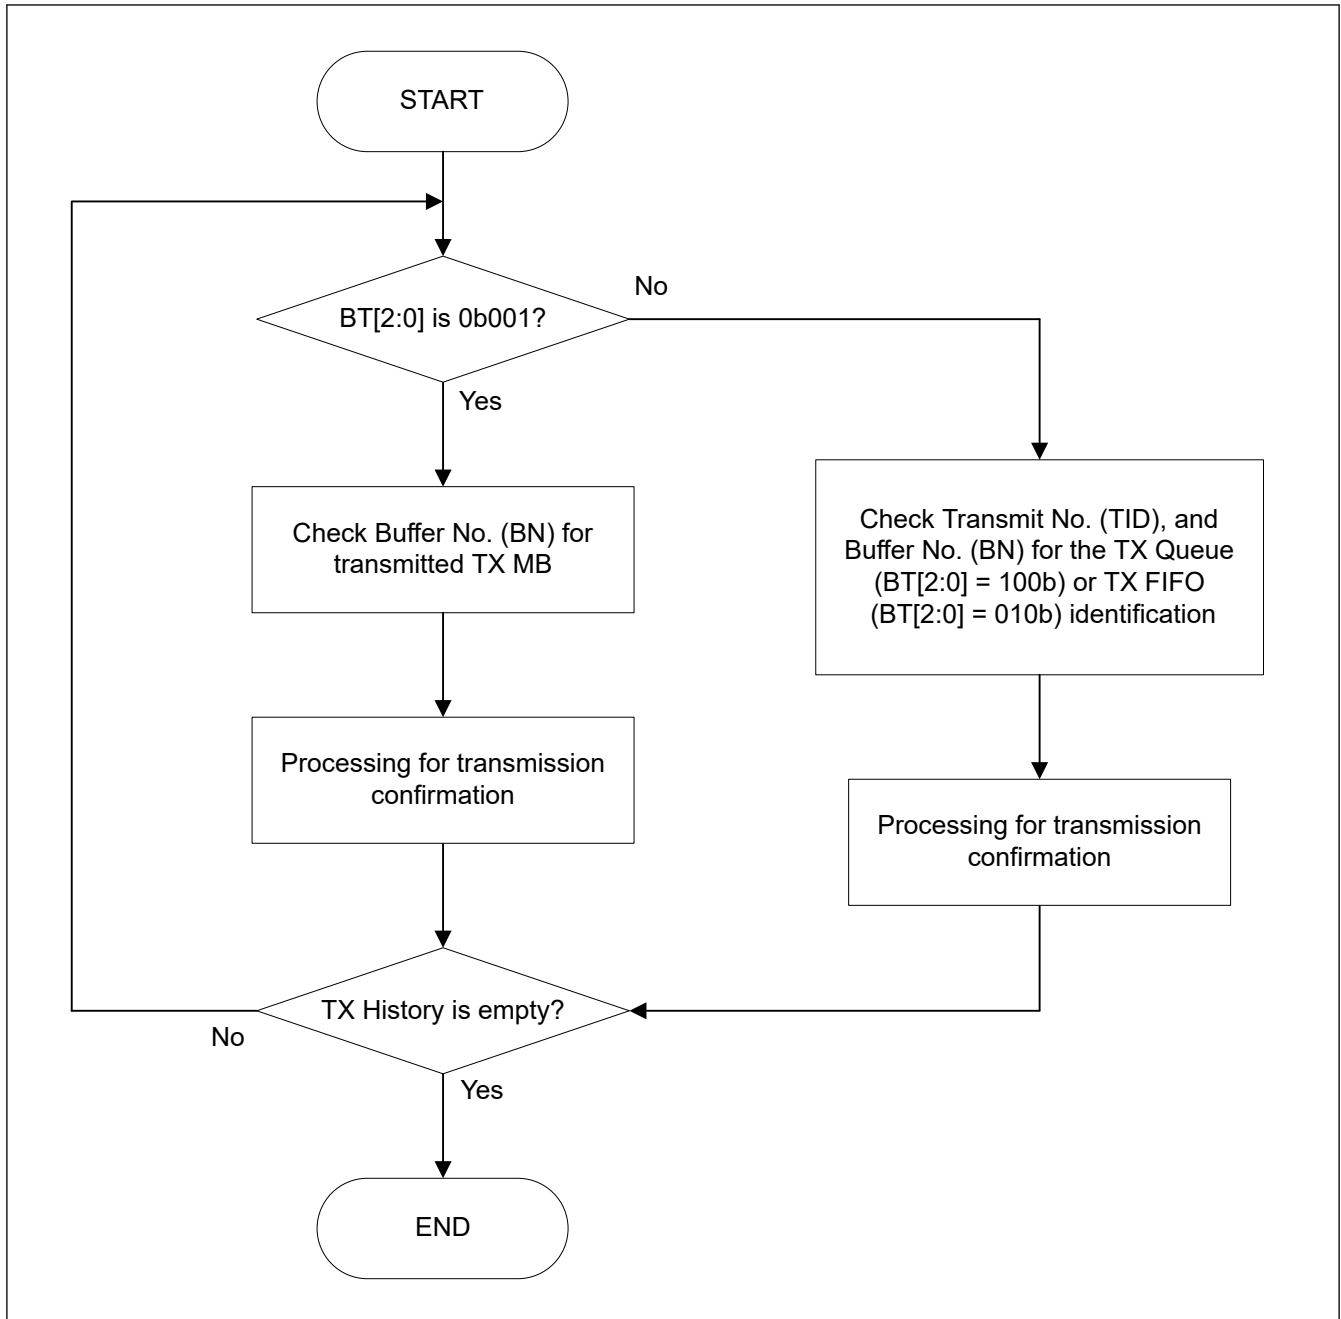 START
BT[2:0] is 0b001?
No
Yes
Check Buffer No. (BN) for
transmitted TX MB
Check Transmit No. (TID), and
Buffer No. (BN) for the TX Queue
(BT[2:0] = 100b) or TX FIFO
(BT[2:0] = 010b) identification
Processing for transmission
confirmation
Processing for transmission
confirmation
TX History is empty?
No
Yes
END